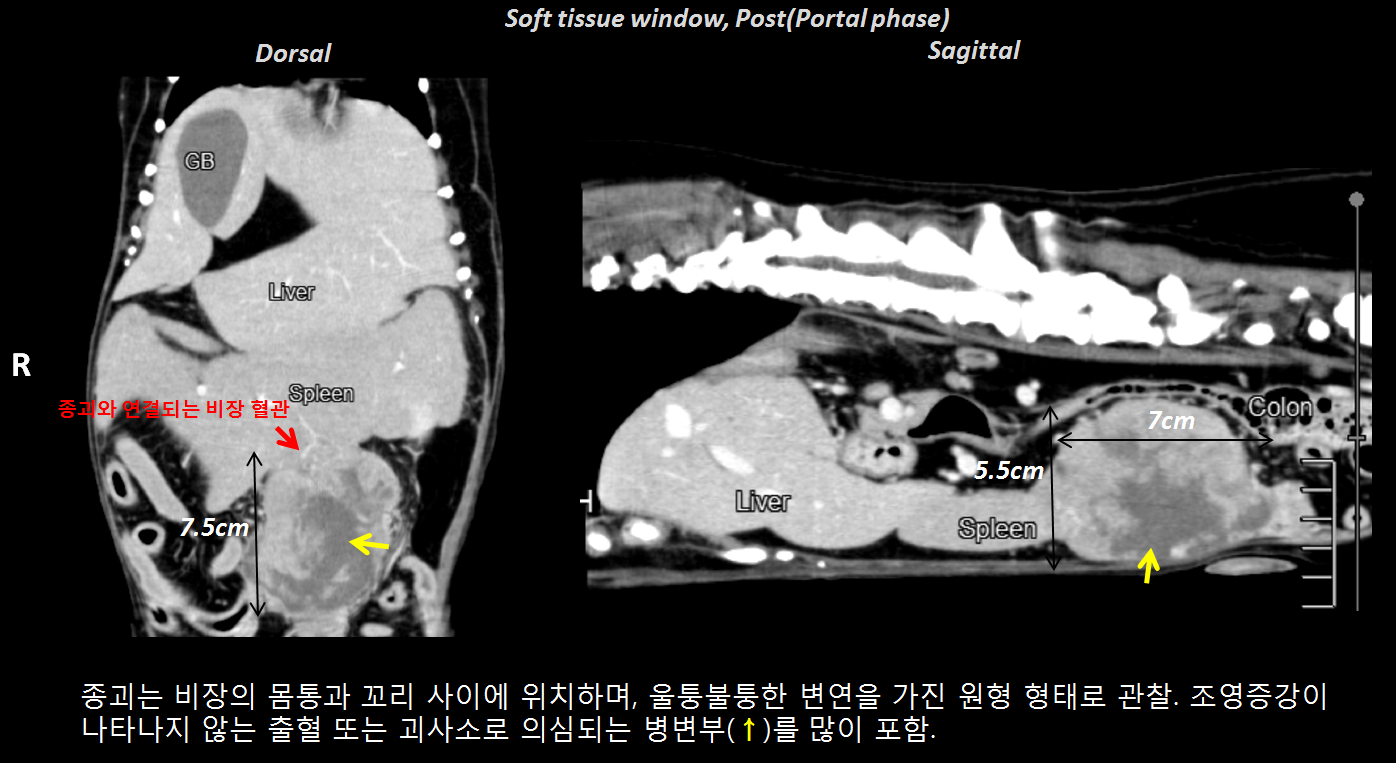 Soft tissue window, Post(Portal phase)
Dorsal
Sagittal
GB
Liver
R
Spleen
종괴와 연결되는 비장 혈관
7.5cm
Colon
7cm
5.5cm
Liver
Spleen
종괴는 비장의 몸통과 꼬리 사이에 위치하며, 울퉁불퉁한 변연을 가진 원형 형태로 관찰. 조영증강이
나타나지 않는 출혈 또는 괴사소로 의심되는 병변부(↑)를 많이 포함.